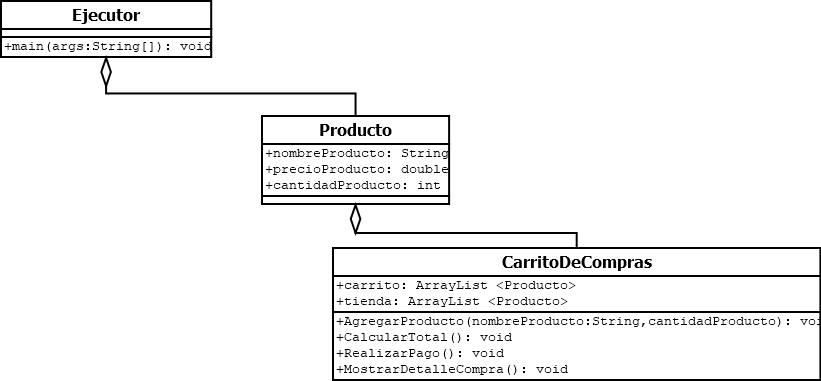 Ejecutor
+main(args:String[]): void
Producto
+nombreProducto: String
+precioProducto: double
+cantidadProducto: int
CarritoDeCompras
+carrito: ArrayList <Producto>
+tienda: ArrayList <Producto>
+AgregarProducto(nombreProducto:String,cantidadProducto): voi
+CalcularTotal(): void
+RealizarPago(): void
+MostrarDetalleCompra(): void